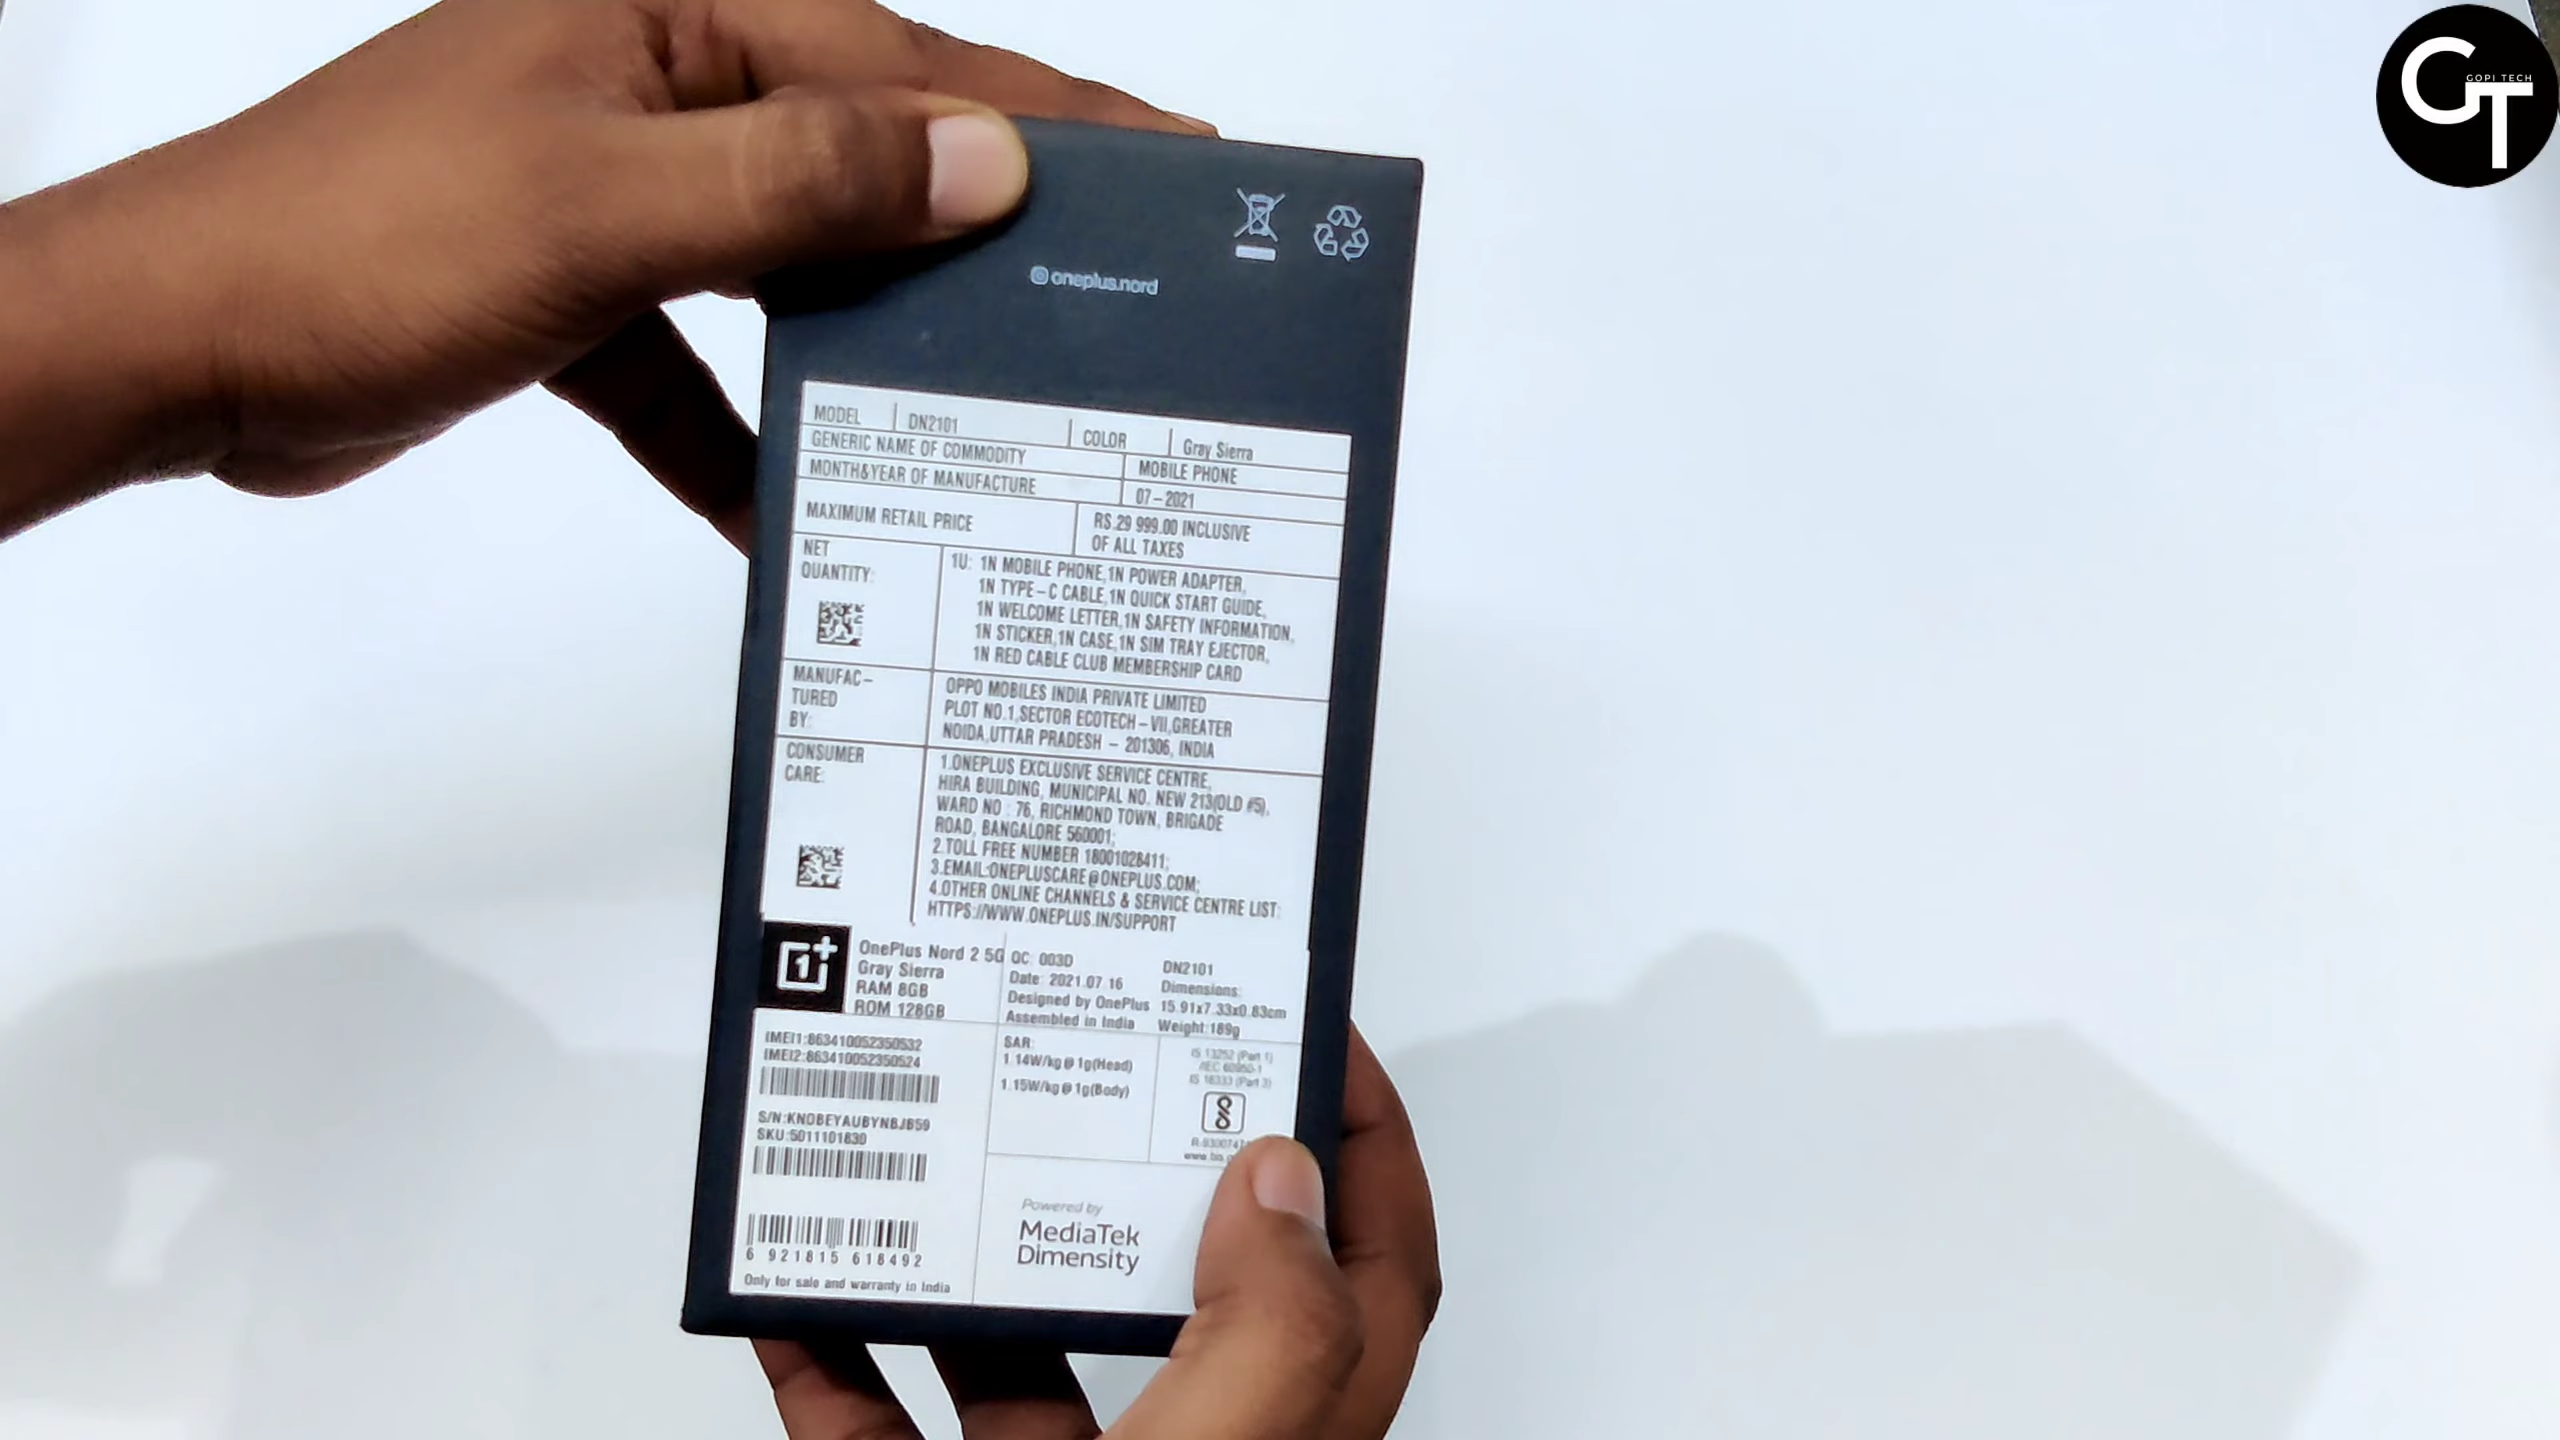 GOPI TECH
GT
oneplus.nord
MODEL DN2101 COLOR Gray Sierra
GENERIC NAME OF COMMODITY MOBILE PHONE
MONTH&YEAR OF MANUFACTURE 07-2021
MAXIMUM RETAIL PRICE RS.29 999.00 INCLUSIVE
OF ALL TAXES
NET
QUANTITY:
1U: 1N MOBILE PHONE,1N POWER ADAPTER,
1N TYPE-C CABLE,1N QUICK START GUIDE,
1N WELCOME LETTER,1N SAFETY INFORMATION,
1N STICKER,1N CASE,1N SIM TRAY EJECTOR,
1N RED CABLE CLUB MEMBERSHIP CARD
MANUFAC-
TURED
BY:
OPPO MOBILES INDIA PRIVATE LIMITED
PLOT NO.1,SECTOR ECOTECH-VII,GREATER
NOIDA,UTTAR PRADESH - 201306, INDIA
CONSUMER
CARE:
1.ONEPLUS EXCLUSIVE SERVICE CENTRE,
HIRA BUILDING, MUNICIPAL NO. NEW 213(OLD #5),
WARD NO : 76, RICHMOND TOWN, BRIGADE
ROAD, BANGALORE 560001;
2.TOLL FREE NUMBER 18001028411;
3.EMAIL:ONEPLUSCARE@ONEPLUS.COM;
4.OTHER ONLINE CHANNELS & SERVICE CENTRE LIST:
HTTPS://WWW.ONEPLUS.IN/SUPPORT
OnePlus Nord 2 5G
Gray Sierra
RAM 8GB
ROM 128GB
QC: 003D
Date: 2021.07.16
Designed by OnePlus
Assembled in India
DN2101
Dimensions:
15.91x7.33x0.83cm
Weight:189g
IMEI1:863410052350532
IMEI2:863410052350524
S/N:KNOBEYAUBYNBJB59
SKU:5011101830
6 921815 618492
Only for sale and warranty in India
SAR:
1.14W/kg@1g(Head)
1.15W/kg@1g(Body)
IS 13252 (Part 1)
/IEC 60950-1
IS 16333 (Part 3)
Powered by
MediaTek
Dimensity